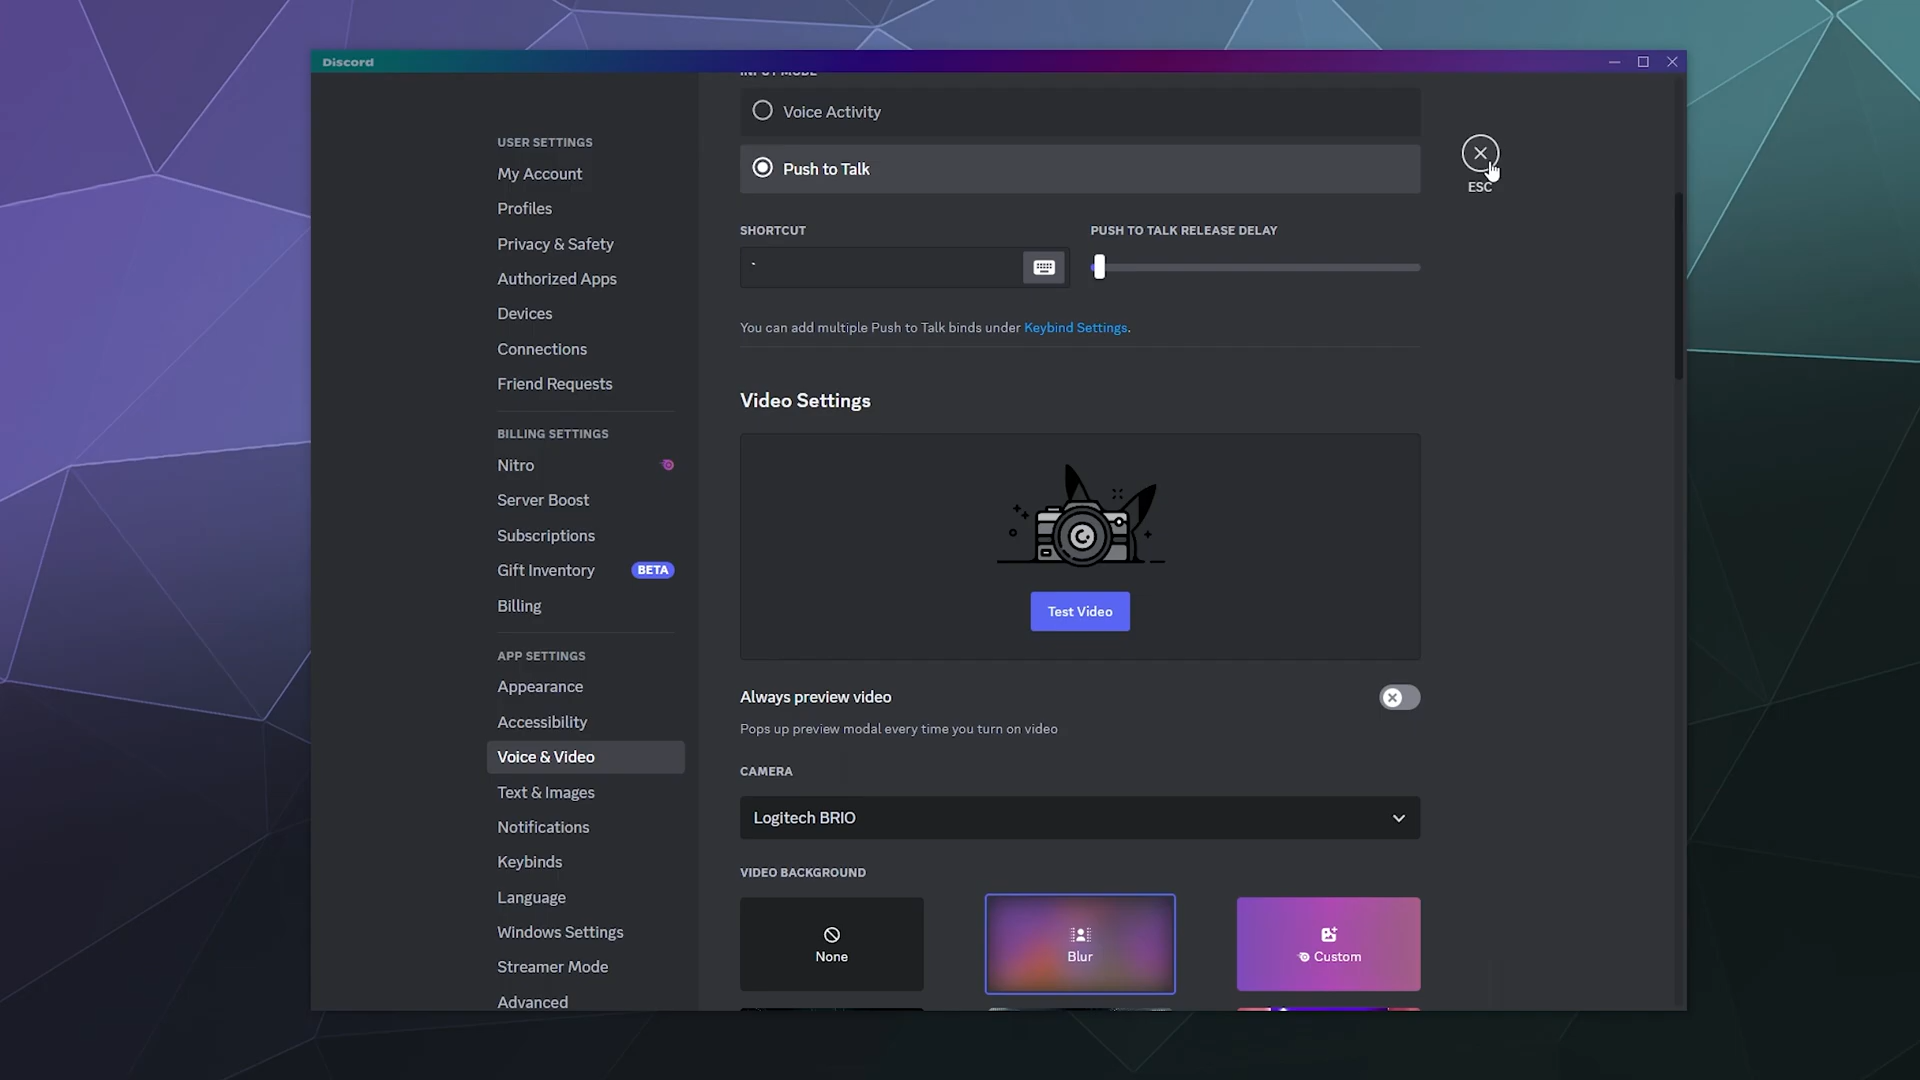 Discord
USER SETTINGS
My Account
Profiles
Privacy & Safety
Authorized Apps
Devices
Connections
Friend Requests
BILLING SETTINGS
Nitro
Server Boost
Subscriptions
Gift Inventory BETA
Billing
APP SETTINGS
Appearance
Accessibility
Voice & Video
Text & Images
Notifications
Keybinds
Language
Windows Settings
Streamer Mode
Advanced
INPUT MODE
Voice Activity
Push to Talk
ESC
SHORTCUT
`
PUSH TO TALK RELEASE DELAY
You can add multiple Push to Talk binds under Keybind Settings.
Video Settings
Test Video
Always preview video
Pops up preview modal every time you turn on video
CAMERA
Logitech BRIO
VIDEO BACKGROUND
None
Blur
Custom